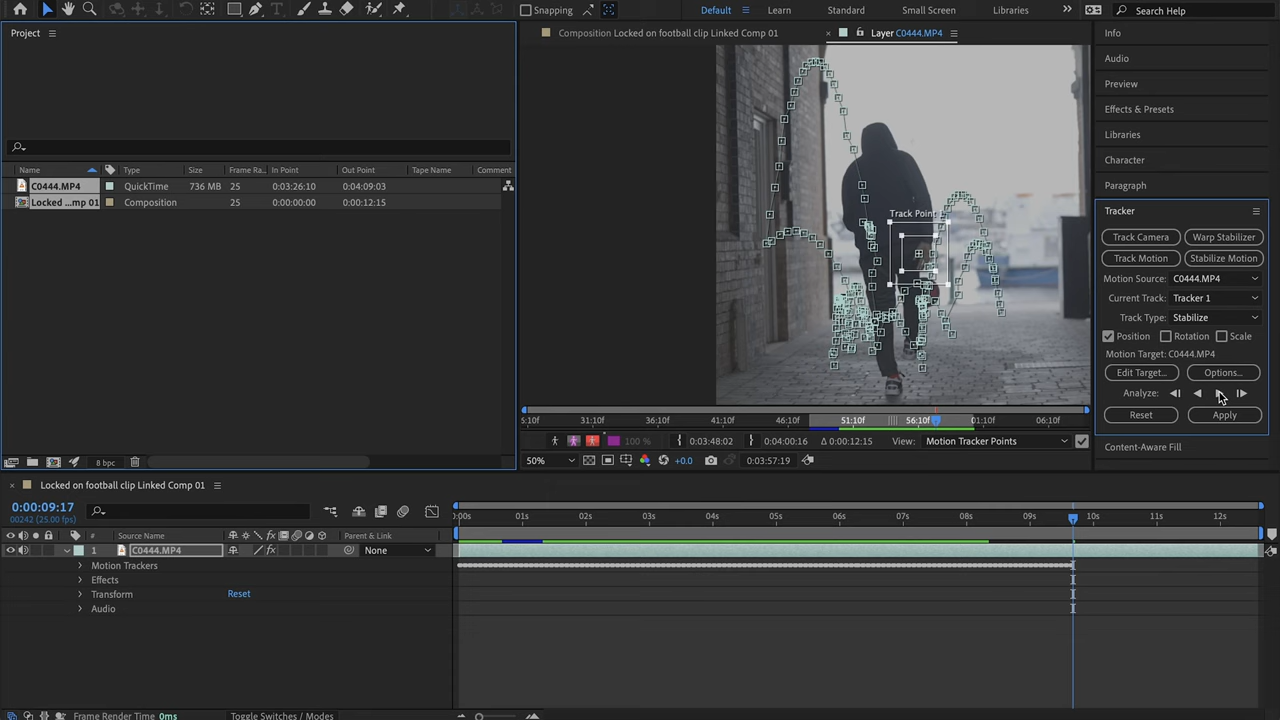 Snapping
Default
Learn
Standard
Small Screen
Libraries
Search Help
Project
Composition Locked on football clip Linked Comp 01
Layer C0444.MP4
Name Type Size Frame Ra... In Point Out Point Tape Name Comment
C0444.MP4 QuickTime 736 MB 25 0:03:26:10 0:04:09:03
Locked ...mp 01 Composition 25 0:00:00:00 0:00:12:15
8 bpc
Track Point
5:10f 31:10f 36:10f 41:10f 51:10f 56:10f 01:10f 06:10f
100 % 0:03:48:02 0:04:00:16 Δ 0:00:12:15 View: Motion Tracker Points
50% +0.0 0:03:57:19
Info
Audio
Preview
Effects & Presets
Libraries
Character
Paragraph
Tracker
Track Camera Warp Stabilizer
Track Motion Stabilize Motion
Motion Source: C0444.MP4
Current Track: Tracker 1
Track Type: Stabilize
Position Rotation Scale
Motion Target: C0444.MP4
Edit Target... Options...
Analyze:
Reset Apply
Content-Aware Fill
Locked on football clip Linked Comp 01
0:00:09:17
00242 (25.00 fps)
:00s 01s 02s 03s 04s 05s 06s 07s 08s 09s 10s 11s 12s
# Source Name Parent & Link
1 C0444.MP4 fx None
Motion Trackers
Effects
Transform Reset
Audio
Frame Render Time 0ms Toggle Switches / Modes